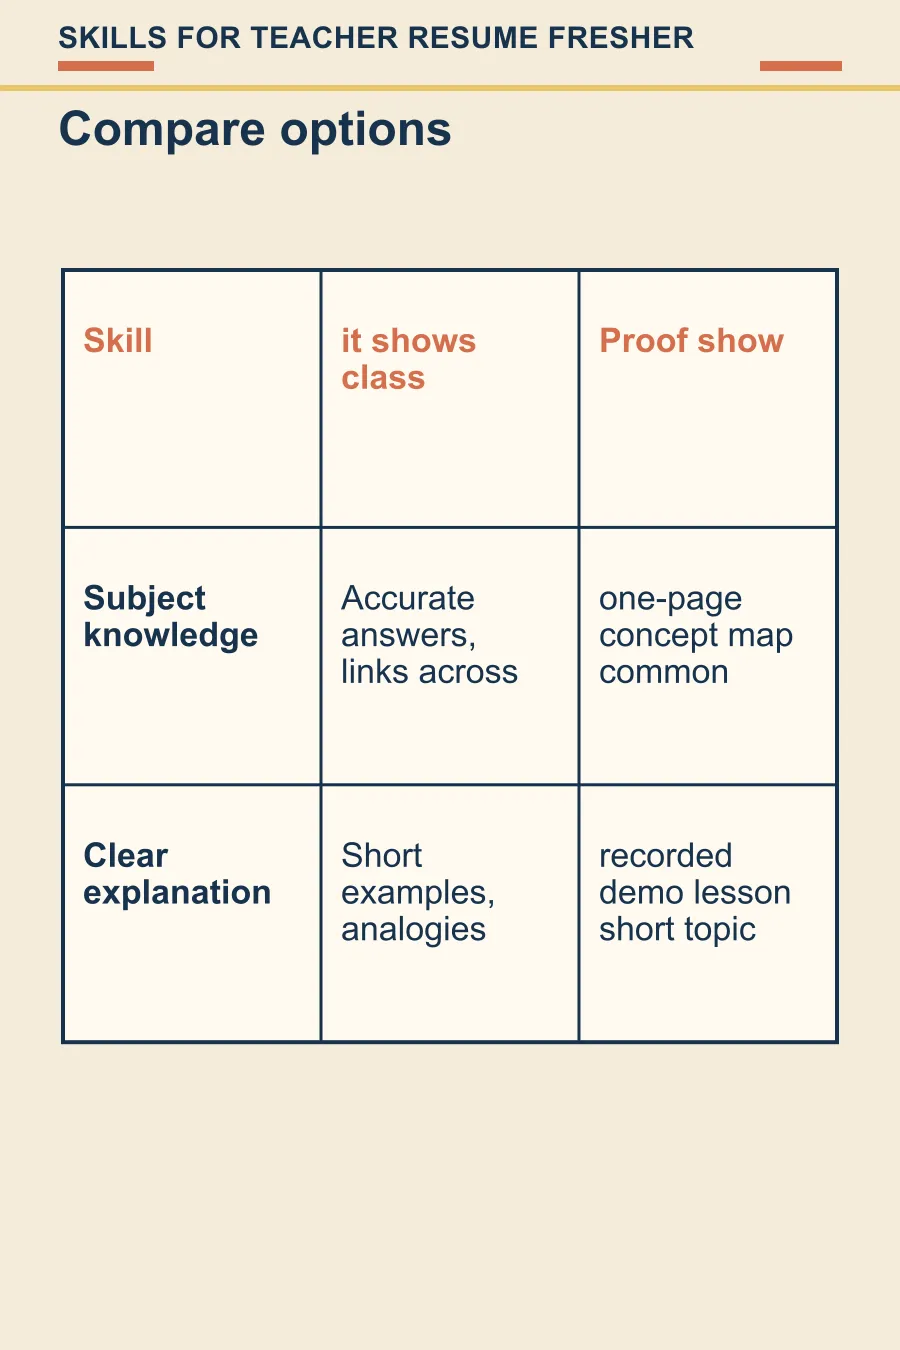 SKILLS FOR TEACHER RESUME FRESHER
Compare options
Skill
it shows
class
Proof show
Subject
knowledge
Accurate
answers,
links across
one-page
concept map
common
Clear
explanation
Short
examples,
analogies
recorded
demo lesson
short topic